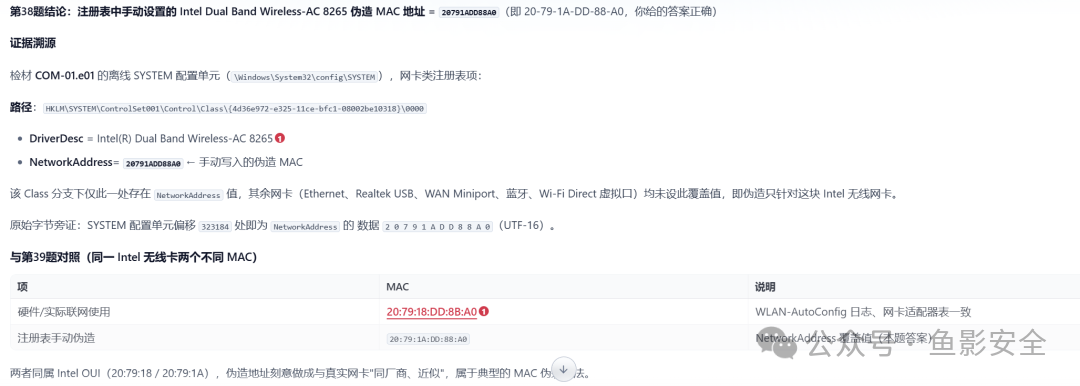 第38题结论：注册表中手动设置的 Intel Dual Band Wireless-AC 8265 伪造 MAC 地址 = 20791ADD88A0（即 20-79-1A-DD-88-A0，你给的答案正确）
证据溯源
检材 COM-01.e01 的离线 SYSTEM 配置单元（\Windows\System32\config\SYSTEM），网卡类注册表项：
路径：HKLM\SYSTEM\ControlSet001\Control\Class\{4d36e972-e325-11ce-bfc1-08002be10318}\0000
• DriverDesc = Intel(R) Dual Band Wireless-AC 8265 1
• NetworkAddress= 20791ADD88A0 ← 手动写入的伪造 MAC
该 Class 分支下仅此一处存在 NetworkAddress 值，其余网卡（Ethernet、Realtek USB、WAN Miniport、蓝牙、Wi-Fi Direct 虚拟口）均未设此覆盖值，即伪造只针对这块 Intel 无线网卡。
原始字节旁证：SYSTEM 配置单元偏移 323184 处即为 NetworkAddress 的 数据 2 0 7 9 1 A D D 8 8 A 0（UTF-16）。
与第39题对照（同一 Intel 无线卡两个不同 MAC）
项 MAC 说明
硬件/实际联网使用 20:79:18:DD:8B:A0 1 WLAN-AutoConfig 日志、网卡适配器表一致
注册表手动伪造 20:79:1A:DD:88:A0 NetworkAddress 覆盖值（本题答案）
公众号 · 鱼影安全
两者同属 Intel OUI（20:79:18 / 20:79:1A），伪造地址刻意做成与真实网卡"同厂商、近似"，属于典型的 MAC 伪装手法。